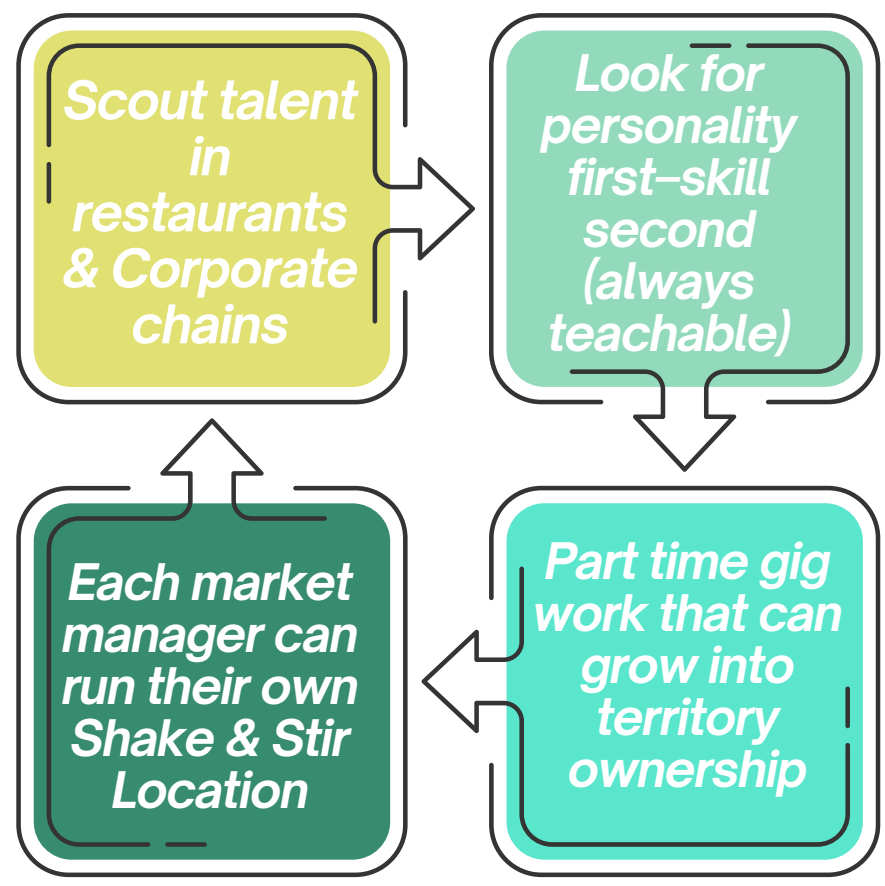 Scout talent
in
restaurants
& Corporate
chains
Look for
personality
first–skill
second
(always
teachable)
Part time gig
work that can
grow into
territory
ownership
Each market
manager can
run their own
Shake & Stir
Location